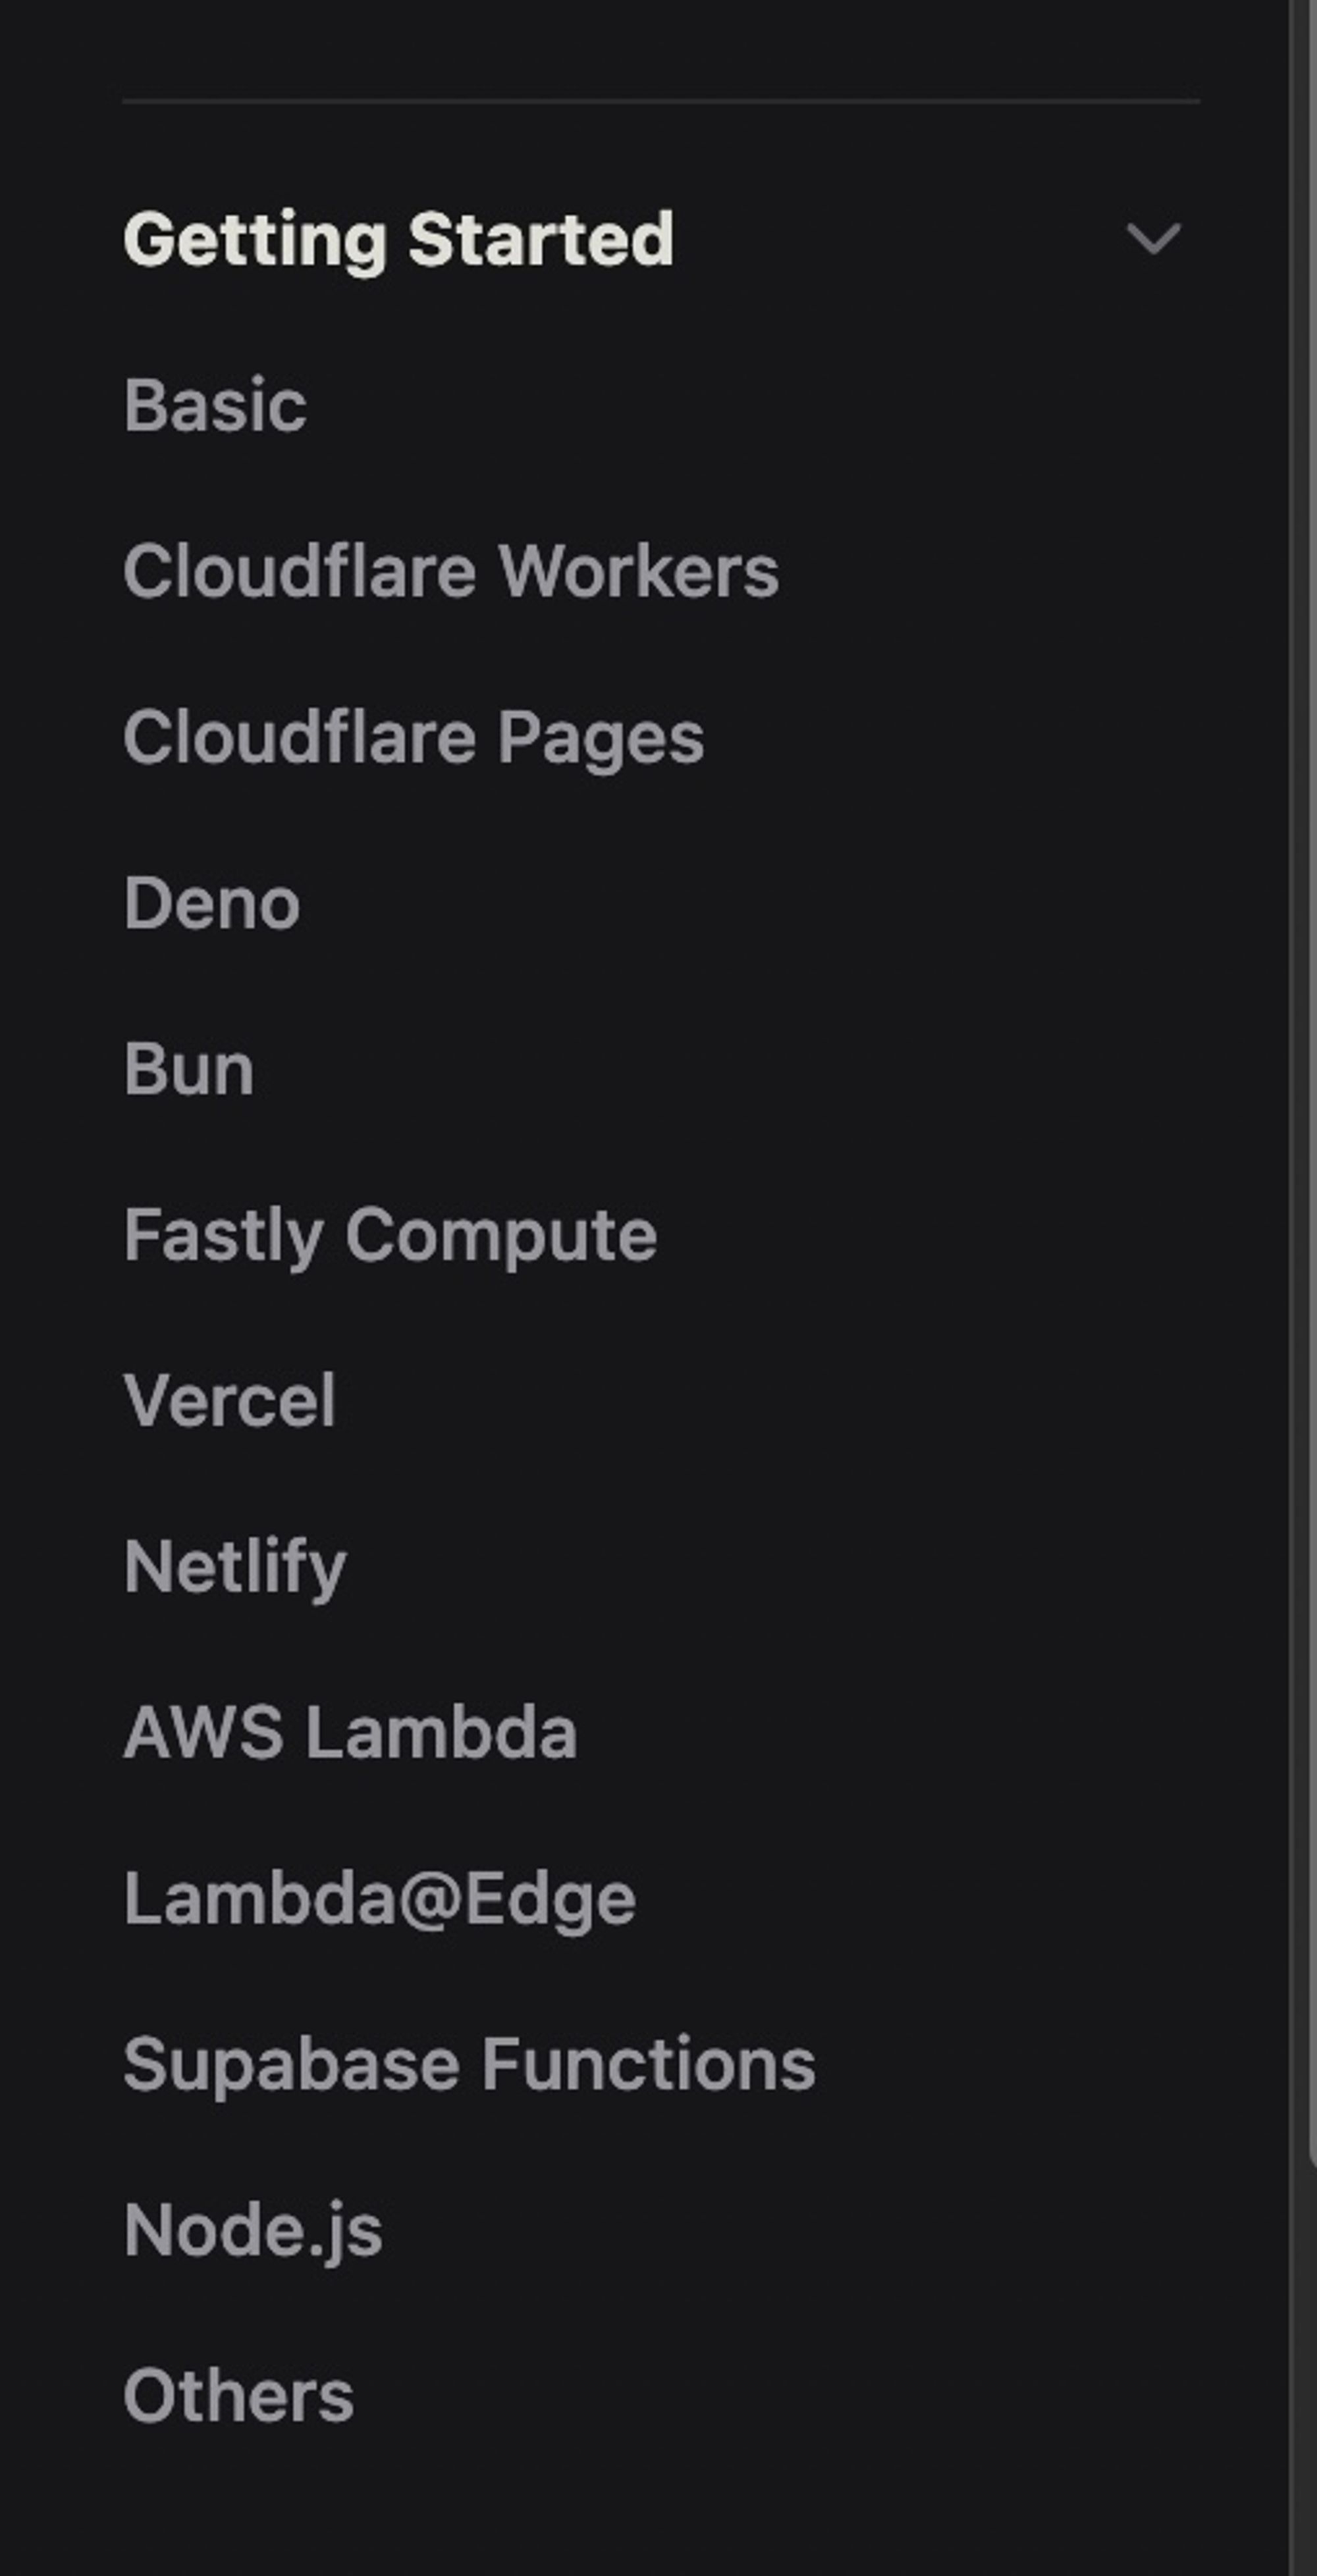 Getting Started
Basic
Cloudflare Workers
Cloudflare Pages
Deno
Bun
Fastly Compute
Vercel
Netlify
AWS Lambda
Lambda@Edge
Supabase Functions
Node.js
Others